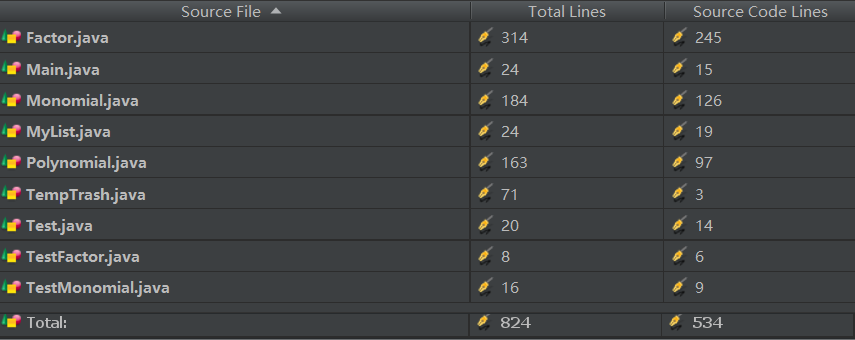 Source File Total Lines Source Code Lines
Factor.java 314 245
Main.java 24 15
Monomial.java 184 126
MyList.java 24 19
Polynomial.java 163 97
TempTrash.java 71 3
Test.java 20 14
TestFactor.java 8 6
TestMonomial.java 16 9
Total: 824 534